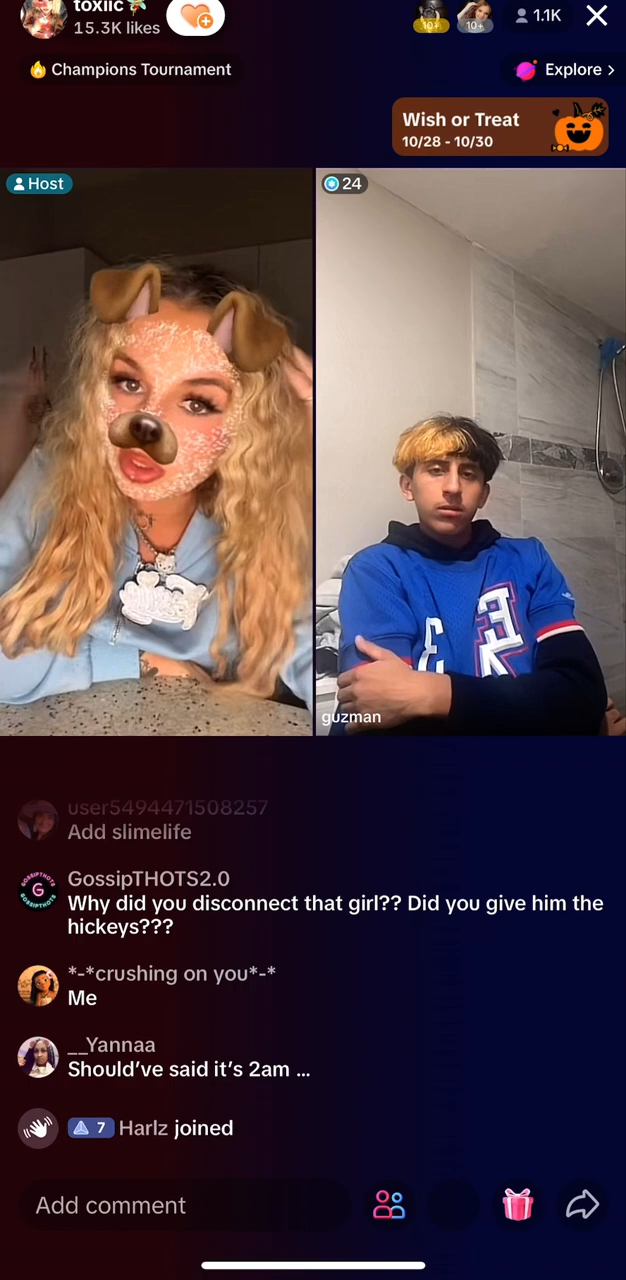 toxiic🧚
15.3K likes
10+
10+
1.1K
🔥 Champions Tournament
Explore >
Wish or Treat
10/28 - 10/30
Host
24
guzman
user5494471508257
Add slimelife
GossipTHOTS2.0
Why did you disconnect that girl?? Did you give him the
hickeys???
*-*crushing on you*-*
Me
__Yannaa
Should’ve said it’s 2am ...
7 Harlz joined
Add comment